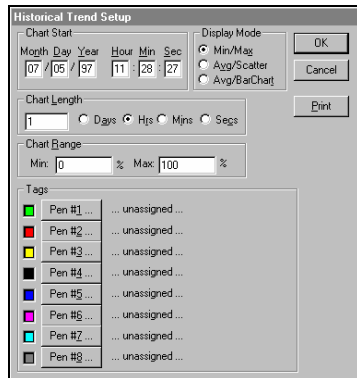 Historical Trend Setup
Chart Start
Month Day Year Hour Min Sec
07 / 05 / 97 11 : 28 : 27
Display Mode
Min/Max
Avg/Scatter
Avg/BarChart
OK
Cancel
Print
Chart Length
1 Days Hrs Mins Secs
Chart Range
Min: 0 % Max: 100 %
Tags
Pen #1 ... ... unassigned ...
Pen #2 ... ... unassigned ...
Pen #3 ... ... unassigned ...
Pen #4 ... ... unassigned ...
Pen #5 ... ... unassigned ...
Pen #6 ... ... unassigned ...
Pen #7 ... ... unassigned ...
Pen #8 ... ... unassigned ...